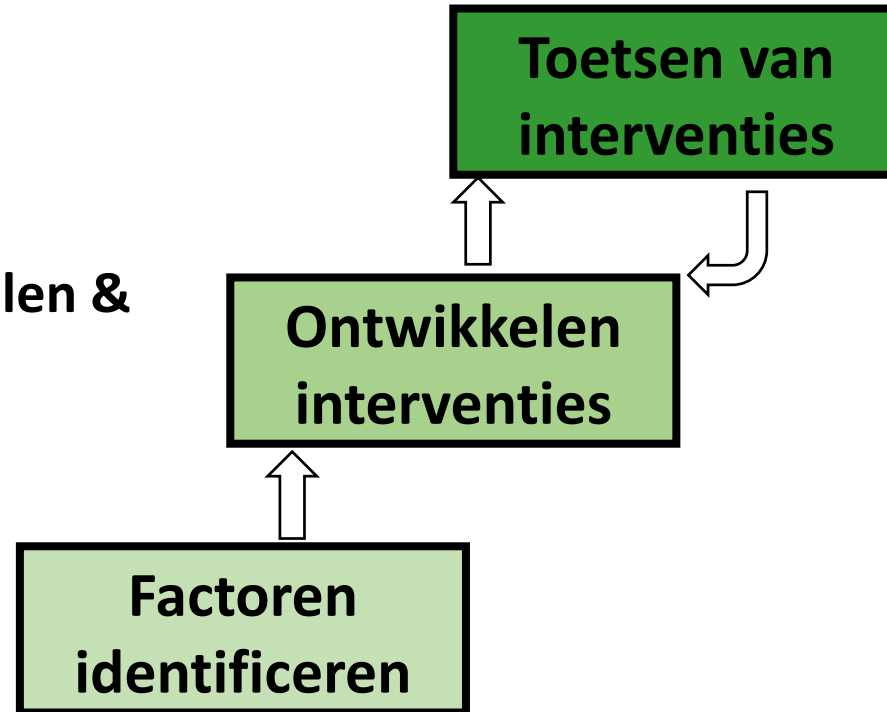 Toetsen van
interventies
len &
Ontwikkelen
interventies
Factoren
identificeren